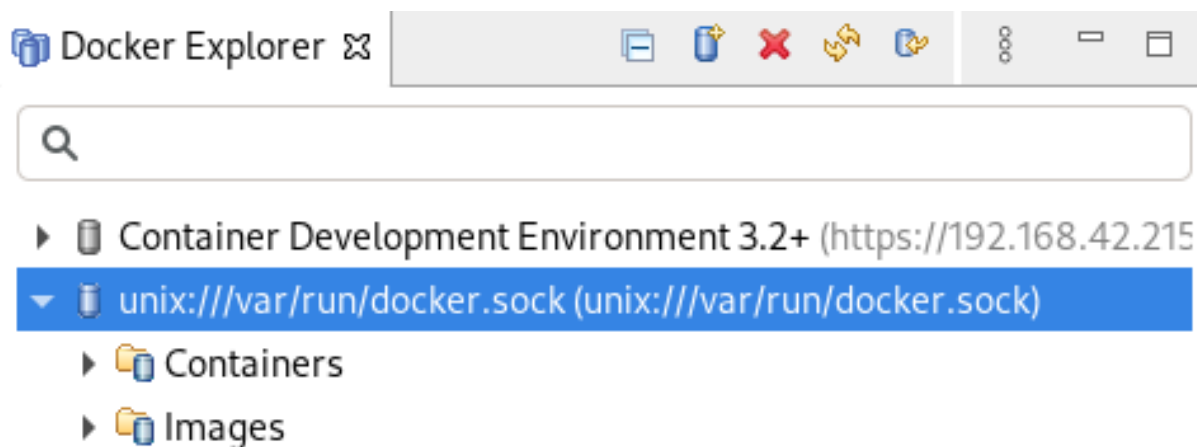 Docker Explorer
Container Development Environment 3.2+ (https://192.168.42.215
unix:///var/run/docker.sock (unix:///var/run/docker.sock)
Containers
Images